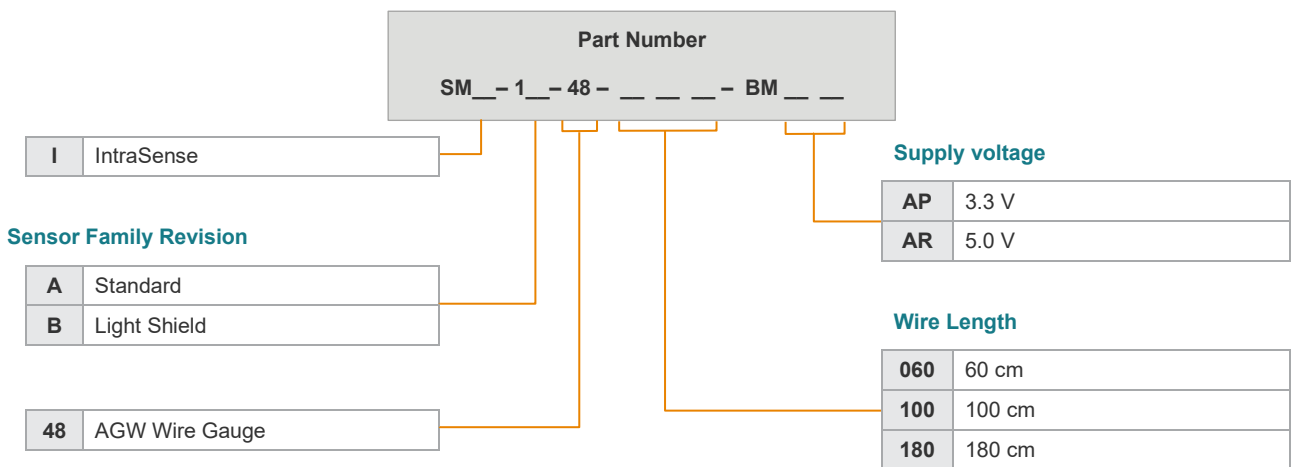 Part Number
SM__– 1__– 48 – __ __ __ – BM __ __
I IntraSense
Sensor Family Revision
A Standard
B Light Shield
48 AGW Wire Gauge
Supply voltage
AP 3.3 V
AR 5.0 V
Wire Length
060 60 cm
100 100 cm
180 180 cm